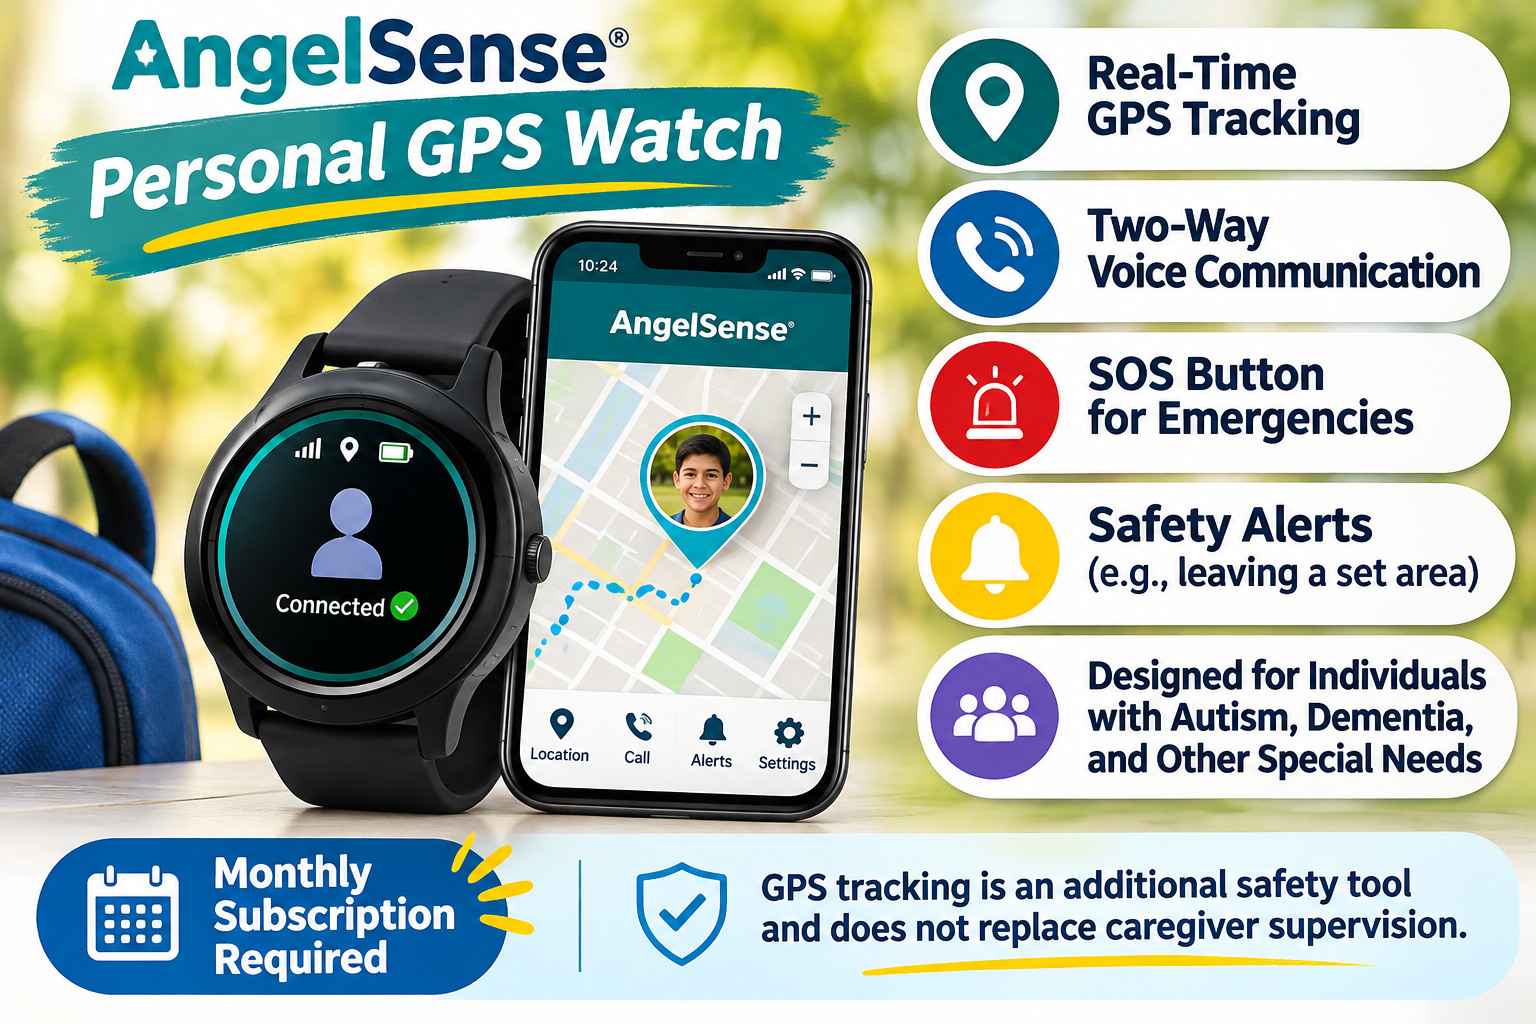 AngelSense®
Personal GPS Watch
10:24
AngelSense®
+
−
Connected
Location
Call
Alerts
Settings
Real-Time
GPS Tracking
Two-Way
Voice Communication
SOS Button
for Emergencies
Safety Alerts
(e.g., leaving a set area)
Designed for Individuals
with Autism, Dementia,
and Other Special Needs
Monthly
Subscription
Required
GPS tracking is an additional safety tool
and does not replace caregiver supervision.